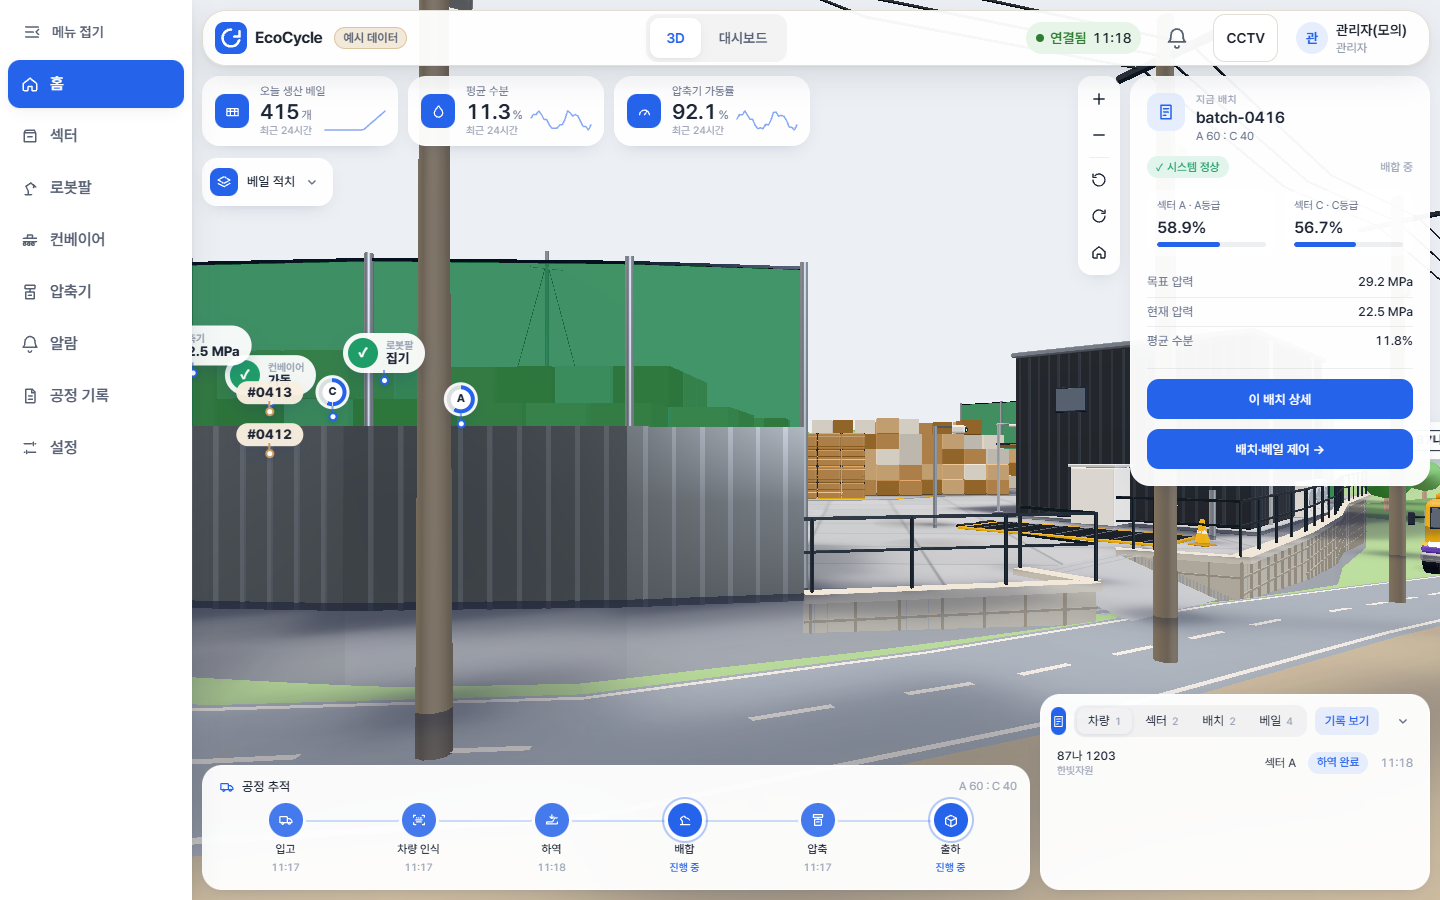 메뉴 접기
홈
섹터
로봇팔
컨베이어
압축기
알람
공정 기록
설정
EcoCycle
예시 데이터
3D
대시보드
연결됨 11:18
CCTV
관
관리자(모의)
관리자
오늘 생산 베일
415개
최근 24시간
평균 수분
11.3%
최근 24시간
압축기 가동률
92.1%
최근 24시간
베일 적치
지금 배치
batch-0416
A 60 : C 40
✓ 시스템 정상
배합 중
섹터 A · A등급
58.9%
섹터 C · C등급
56.7%
목표 압력
29.2 MPa
현재 압력
22.5 MPa
평균 수분
11.8%
이 배치 상세
배치·베일 제어 →
2.5 MPa
컨베이어
가동
로봇팔
집기
#0413
#0412
C
A
공정 추적
A 60 : C 40
입고
11:17
차량 인식
11:17
하역
11:18
배합
진행 중
압축
11:17
출하
진행 중
차량 1
섹터 2
배치 2
베일 4
기록 보기
87나 1203
한빛자원
섹터 A
하역 완료
11:18